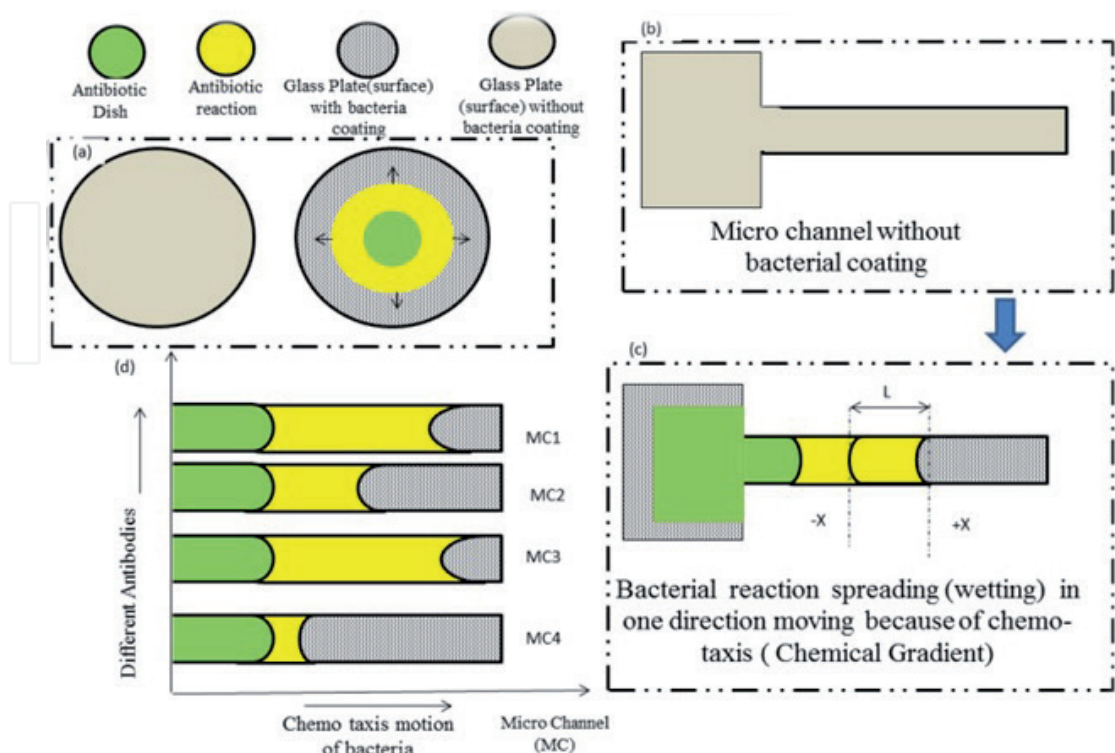 Antibiotic
Dish
Antibiotic
reaction
Glass Plate(surface)
with bacteria
coating
Glass Plate
(surface) without
bacteria coating
(a)
(b)
Micro channel without
bacterial coating
(c)
L
-X
+X
Bacterial reaction spreading (wetting) in
one direction moving because of chemo-
taxis ( Chemical Gradient)
(d)
Different Antibodies
MC1
MC2
MC3
MC4
Chemo taxis motion
of bacteria
Micro Channel
(MC)